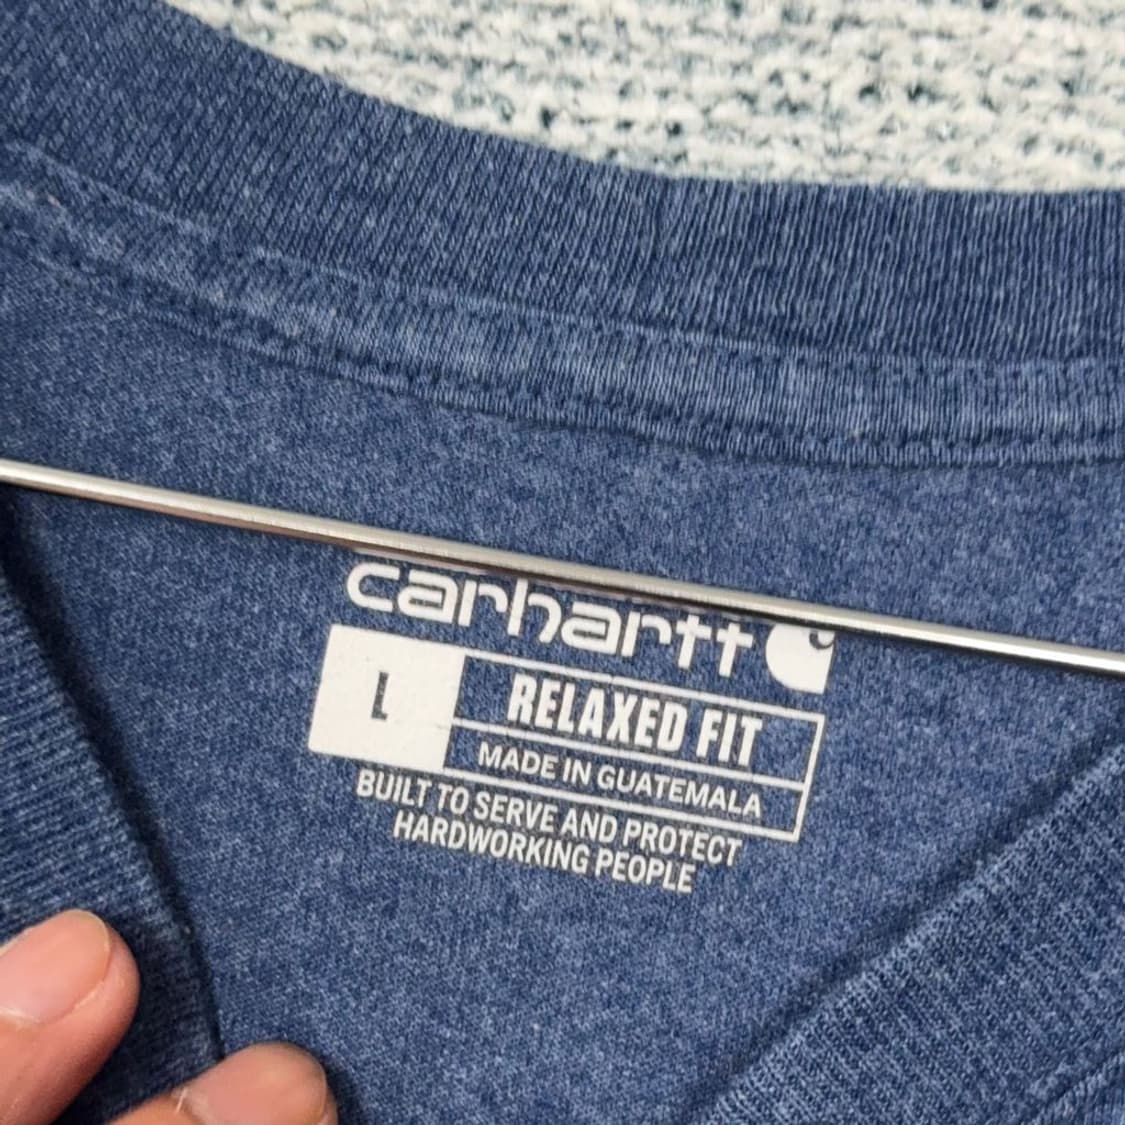 carhartt
L
RELAXED FIT
MADE IN GUATEMALA
BUILT TO SERVE AND PROTECT
HARDWORKING PEOPLE